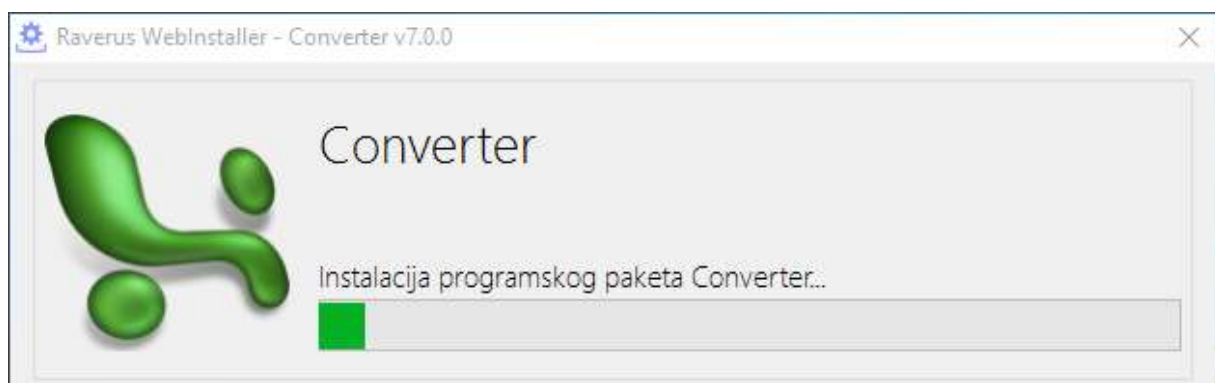 Raverus WebInstaller - Converter v7.0.0
Converter
Instalacija programskog paketa Converter...